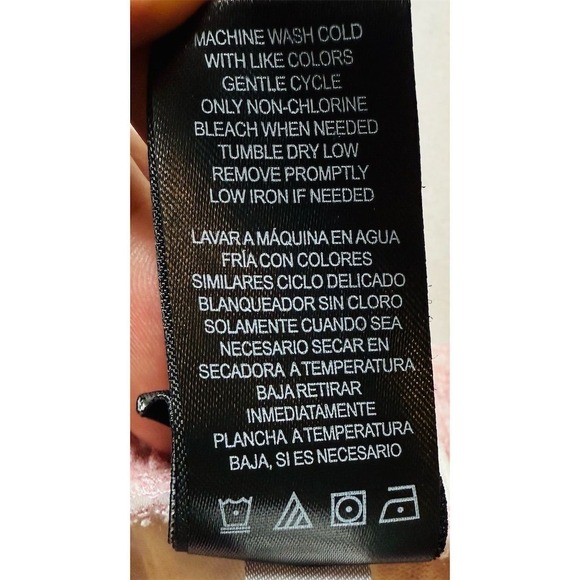 MACHINE WASH COLD
WITH LIKE COLORS
GENTLE CYCLE
ONLY NON-CHLORINE
BLEACH WHEN NEEDED
TUMBLE DRY LOW
REMOVE PROMPTLY
LOW IRON IF NEEDED
LAVAR A MÁQUINA EN AGUA
FRÍA CON COLORES
SIMILARES CICLO DELICADO
BLANQUEADOR SIN CLORO
SOLAMENTE CUANDO SEA
NECESARIO SECAR EN
SECADORA A TEMPERATURA
BAJA RETIRAR
INMEDIATAMENTE
PLANCHA A TEMPERATURA
BAJA, SI ES NECESARIO